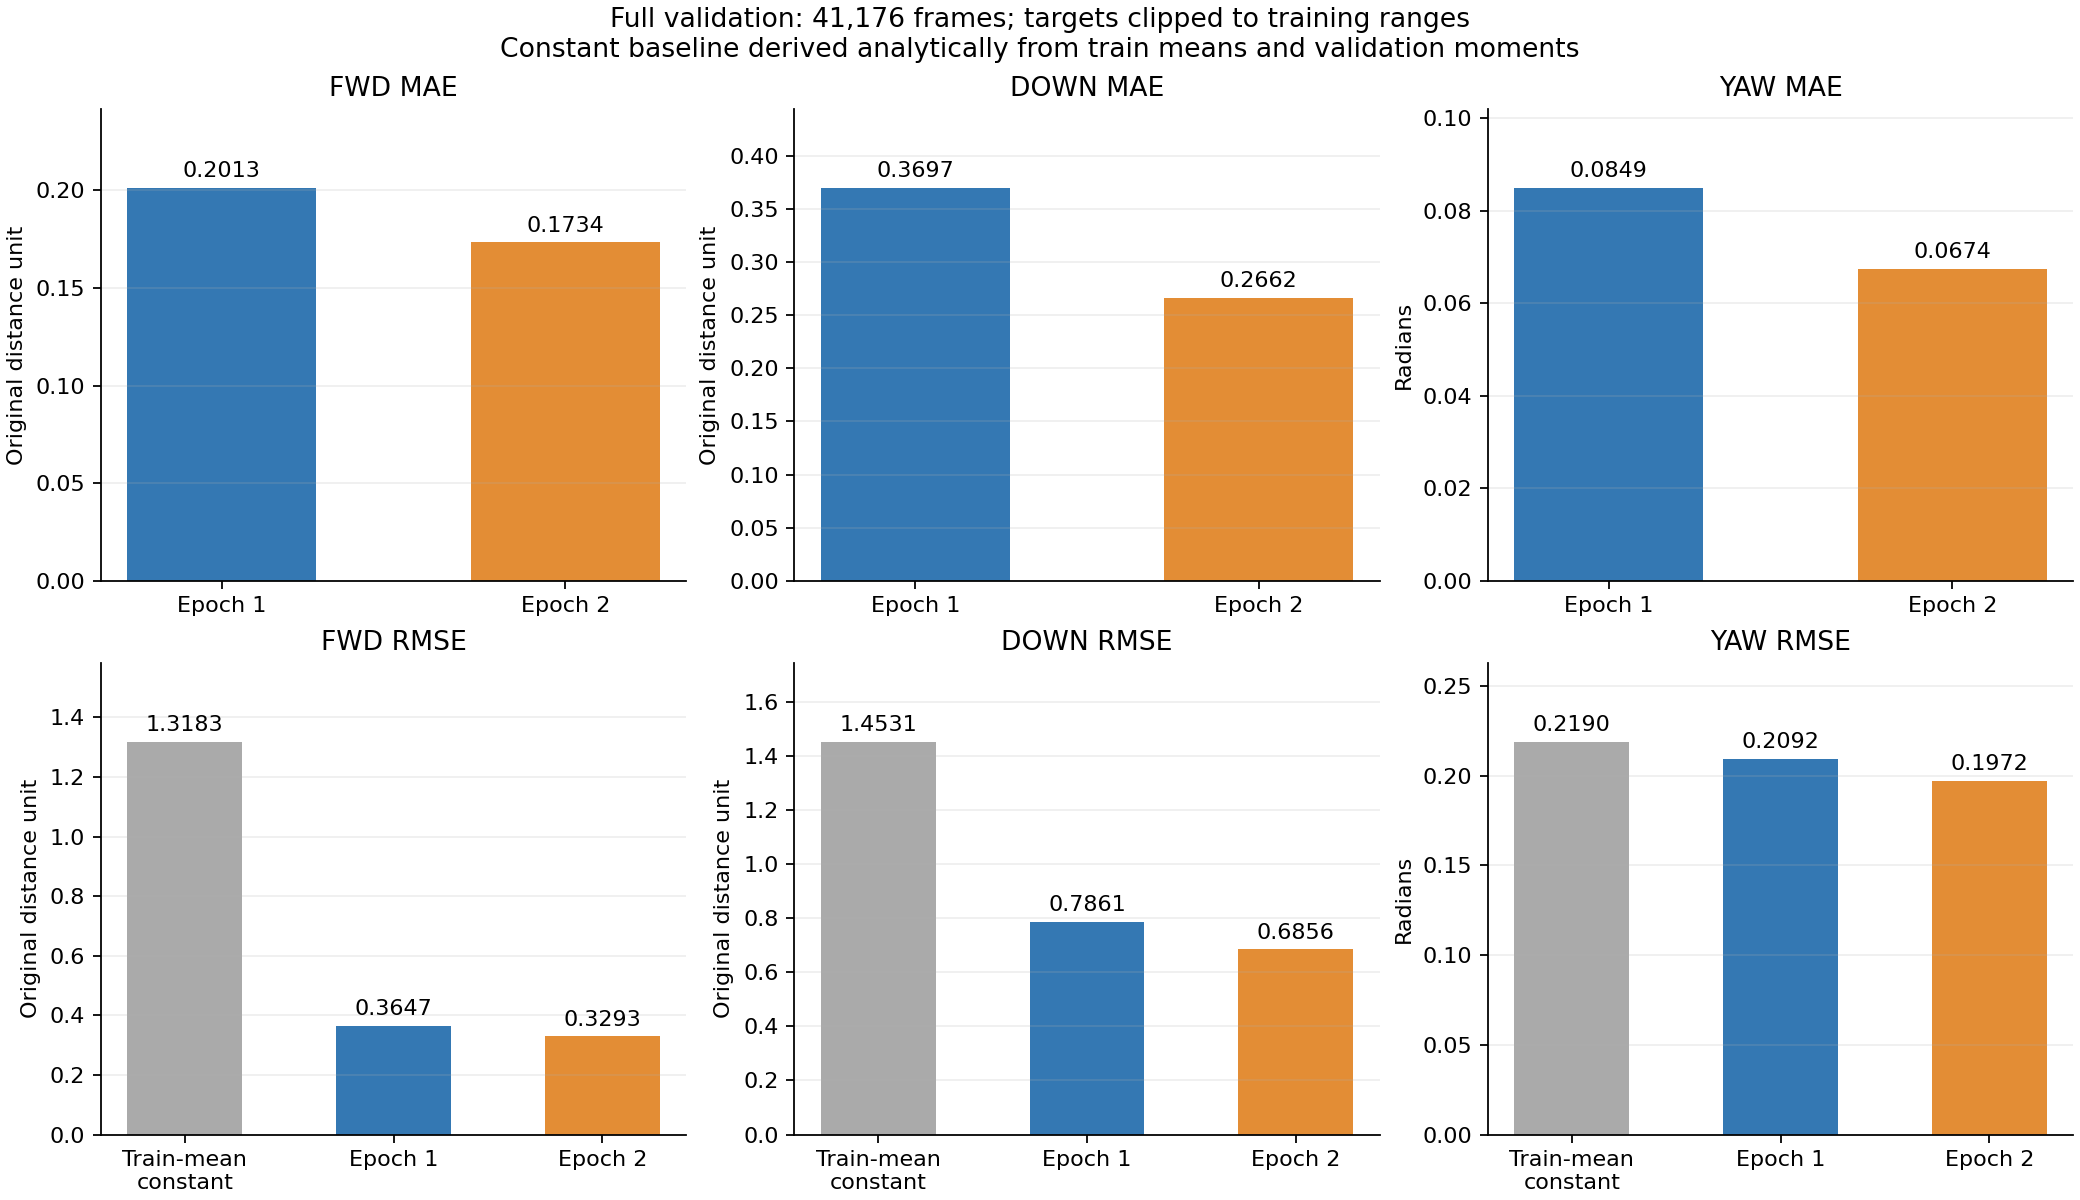 Full validation: 41,176 frames; targets clipped to training ranges
Constant baseline derived analytically from train means and validation moments
FWD MAE
Original distance unit
0.20
0.15
0.10
0.05
0.00
0.2013
0.1734
Epoch 1
Epoch 2
DOWN MAE
Original distance unit
0.40
0.35
0.30
0.25
0.20
0.15
0.10
0.05
0.00
0.3697
0.2662
Epoch 1
Epoch 2
YAW MAE
Radians
0.10
0.08
0.06
0.04
0.02
0.00
0.0849
0.0674
Epoch 1
Epoch 2
FWD RMSE
Original distance unit
1.4
1.2
1.0
0.8
0.6
0.4
0.2
0.0
1.3183
0.3647
0.3293
Train-mean
constant
Epoch 1
Epoch 2
DOWN RMSE
Original distance unit
1.6
1.4
1.2
1.0
0.8
0.6
0.4
0.2
0.0
1.4531
0.7861
0.6856
Train-mean
constant
Epoch 1
Epoch 2
YAW RMSE
Radians
0.25
0.20
0.15
0.10
0.05
0.00
0.2190
0.2092
0.1972
Train-mean
constant
Epoch 1
Epoch 2